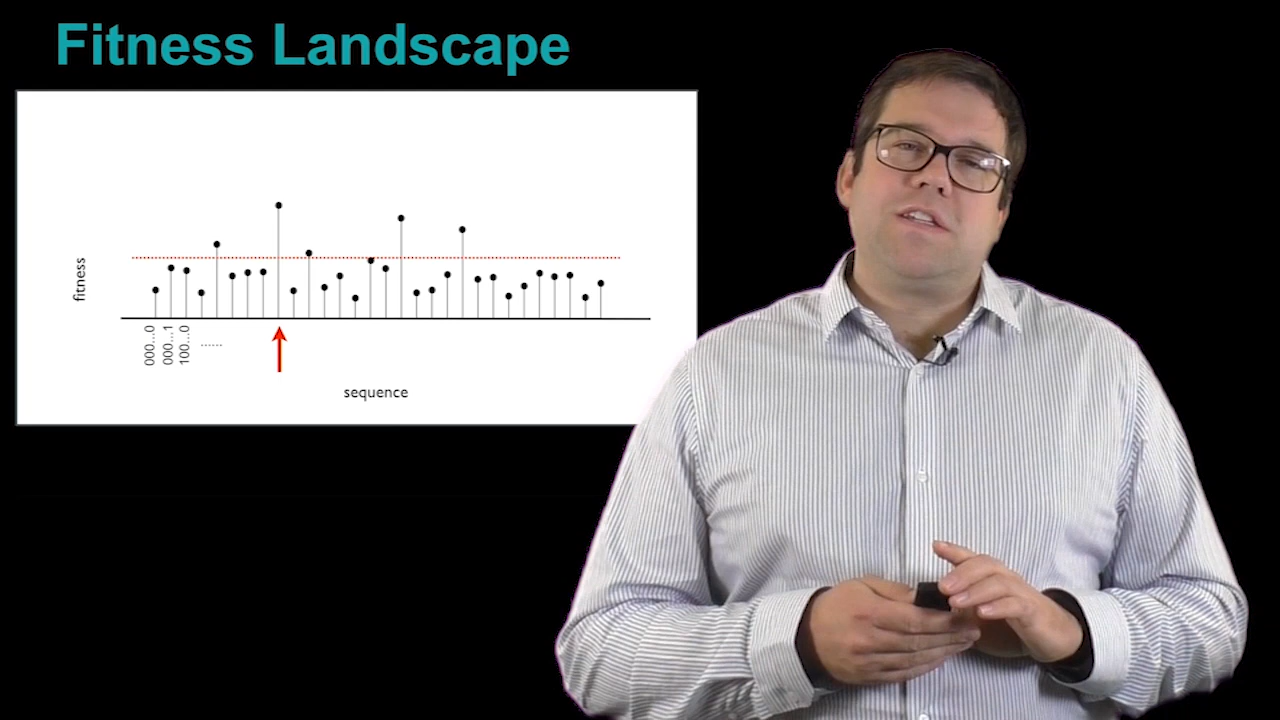 Fitness Landscape
fitness
000...0
000...1
100...0
......
sequence